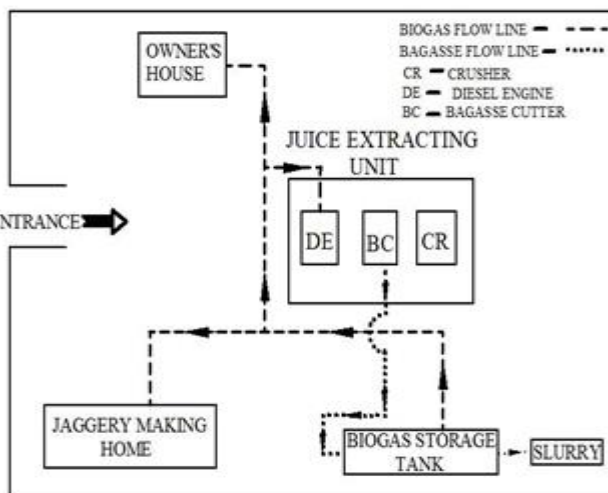 OWNER'S
HOUSE
BIOGAS FLOW LINE
BAGASSE FLOW LINE
CR CRUSHER
DE DIESEL ENGINE
BC BAGASSE CUTTER
JUICE EXTRACTING
UNIT
NTRANCE
DE
BC
CR
JAGGERY MAKING
HOME
BIOGAS STORAGE
TANK
SLURRY